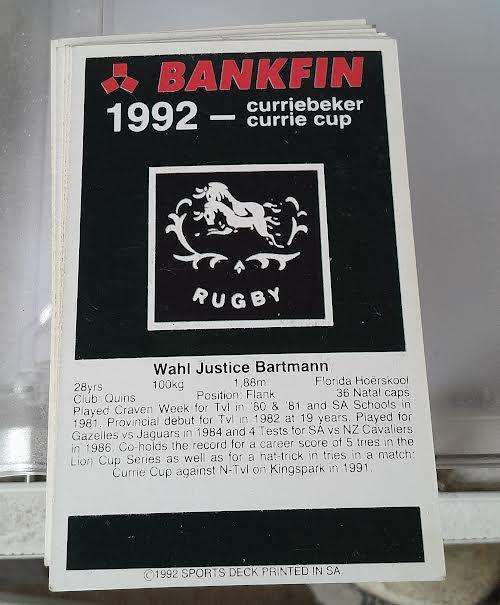 BANKFIN
1992 – curriebeker
currie cup
RUGBY
Wahl Justice Bartmann
28yrs 100kg 1,88m Florida Hoërskool
Club: Quins Position: Flank 36 Natal caps
Played Craven Week for Tvl in '80 & '81 and SA Schools in
1981. Provincial debut for Tvl in 1982 at 19 years. Played for
Gazelles vs Jaguars in 1984 and 4 Tests for SA vs NZ Cavaliers
in 1986. Co-holds the record for a career score of 5 tries in the
Lion Cup Series as well as for a hat-trick in tries in a match:
Currie Cup against N-Tvl on Kingspark in 1991.
©1992 SPORTS DECK PRINTED IN SA